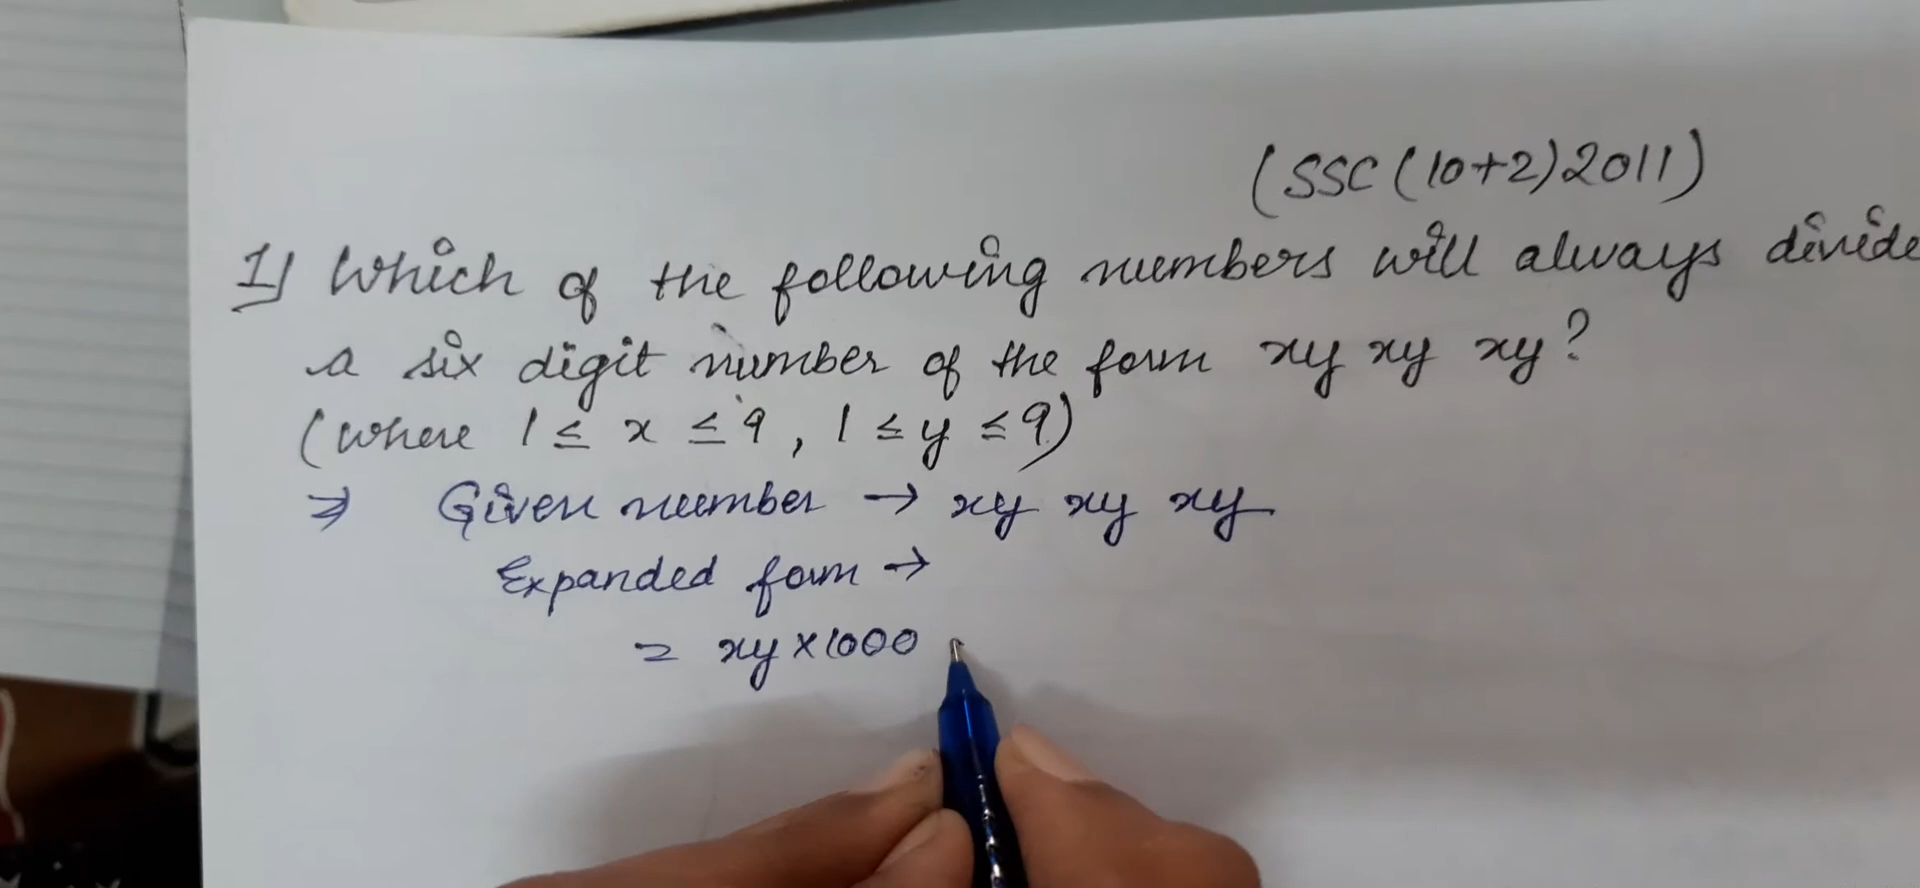 (SSC (10+2) 2011)
1) Which of the following numbers will always divide
a six digit number of the form xy xy xy?
(where 1 ≤ x ≤ 9, 1 ≤ y ≤ 9)
⇒ Given number → xy xy xy
Expanded form →
= xy × 1000